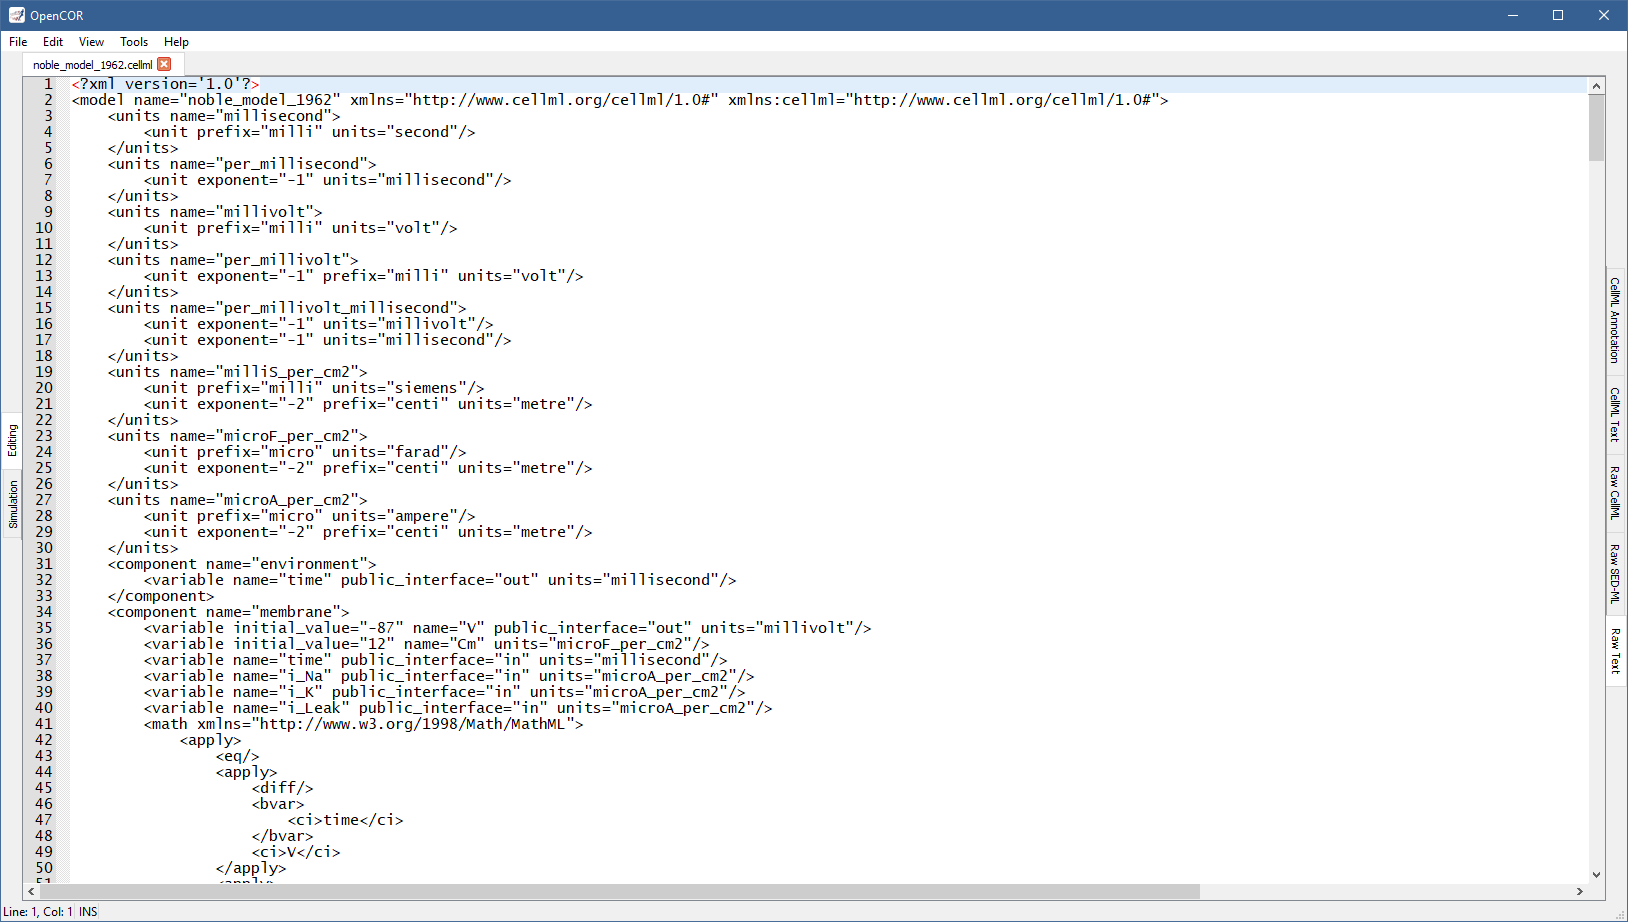 OpenCOR
File Edit View Tools Help
noble_model_1962.cellml
1 <?xml version='1.0'?>
2 <model name="noble_model_1962" xmlns="http://www.cellml.org/cellml/1.0#" xmlns:cellml="http://www.cellml.org/cellml/1.0#">
3 <units name="millisecond">
4 <unit prefix="milli" units="second"/>
5 </units>
6 <units name="per_millisecond">
7 <unit exponent="-1" units="millisecond"/>
8 </units>
9 <units name="millivolt">
10 <unit prefix="milli" units="volt"/>
11 </units>
12 <units name="per_millivolt">
13 <unit exponent="-1" prefix="milli" units="volt"/>
14 </units>
15 <units name="per_millivolt_millisecond">
16 <unit exponent="-1" units="millivolt"/>
17 <unit exponent="-1" units="millisecond"/>
18 </units>
19 <units name="milliS_per_cm2">
20 <unit prefix="milli" units="siemens"/>
21 <unit exponent="-2" prefix="centi" units="metre"/>
22 </units>
23 <units name="microF_per_cm2">
24 <unit prefix="micro" units="farad"/>
25 <unit exponent="-2" prefix="centi" units="metre"/>
26 </units>
27 <units name="microA_per_cm2">
28 <unit prefix="micro" units="ampere"/>
29 <unit exponent="-2" prefix="centi" units="metre"/>
30 </units>
31 <component name="environment">
32 <variable name="time" public_interface="out" units="millisecond"/>
33 </component>
34 <component name="membrane">
35 <variable initial_value="-87" name="V" public_interface="out" units="millivolt"/>
36 <variable initial_value="12" name="Cm" units="microF_per_cm2"/>
37 <variable name="time" public_interface="in" units="millisecond"/>
38 <variable name="i_Na" public_interface="in" units="microA_per_cm2"/>
39 <variable name="i_K" public_interface="in" units="microA_per_cm2"/>
40 <variable name="i_Leak" public_interface="in" units="microA_per_cm2"/>
41 <math xmlns="http://www.w3.org/1998/Math/MathML">
42 <apply>
43 <eq/>
44 <apply>
45 <diff/>
46 <bvar>
47 <ci>time</ci>
48 </bvar>
49 <ci>V</ci>
50 </apply>
51 <apply>
Editing
Simulation
CellML Annotation
CellML Text
Raw CellML
Raw SED-ML
Raw Text
Line: 1, Col: 1 INS